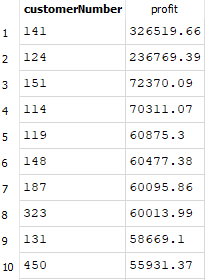 customerNumber profit
1 141 326519.66
2 124 236769.39
3 151 72370.09
4 114 70311.07
5 119 60875.3
6 148 60477.38
7 187 60095.86
8 323 60013.99
9 131 58669.1
10 450 55931.37